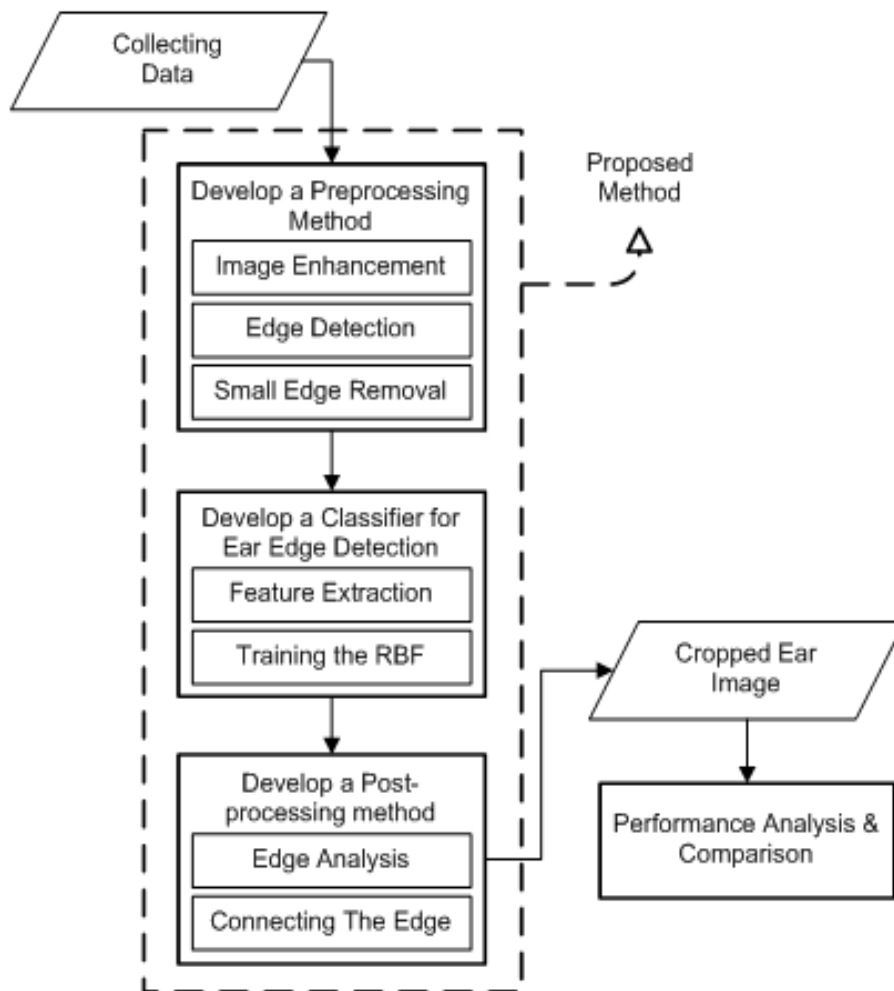 Collecting
Data
Proposed
Method
Develop a Preprocessing
Method
Image Enhancement
Edge Detection
Small Edge Removal
Develop a Classifier for
Ear Edge Detection
Feature Extraction
Training the RBF
Develop a Post-
processing method
Edge Analysis
Connecting The Edge
Cropped Ear
Image
Performance Analysis &
Comparison